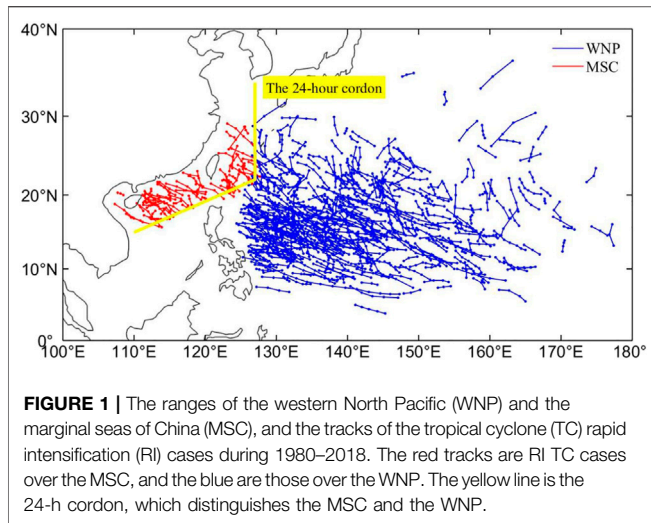 40°N
WNP
MSC
The 24-hour cordon
30°N
20°N
10°N
0°
100°E 110°E 120°E 130°E 140°E 150°E 160°E 170°E 180°
FIGURE 1 | The ranges of the western North Pacific (WNP) and the
marginal seas of China (MSC), and the tracks of the tropical cyclone (TC) rapid
intensification (RI) cases during 1980–2018. The red tracks are RI TC cases
over the MSC, and the blue are those over the WNP. The yellow line is the
24-h cordon, which distinguishes the MSC and the WNP.